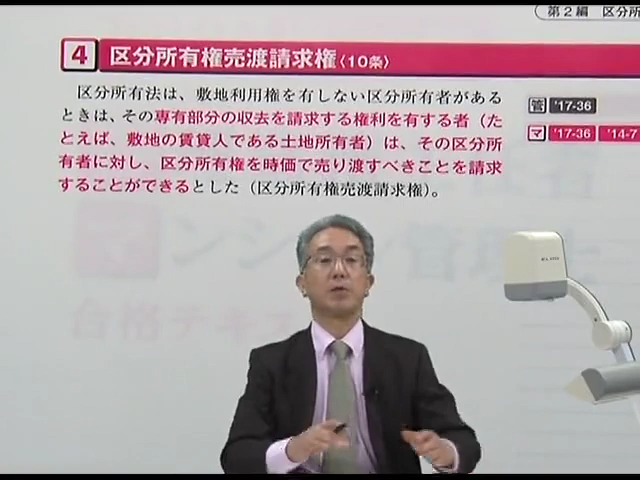 第2編 区分所
4 区分所有権売渡請求権〈10条〉
区分所有法は、敷地利用権を有しない区分所有者がある
ときは、その専有部分の収去を請求する権利を有する者（た
とえば、敷地の賃貸人である土地所有者）は、その区分所
有者に対し、区分所有権を時価で売り渡すべきことを請求
することができるとした（区分所有権売渡請求権）。
管 '17-36
マ '17-36 '14-7
合格テキス